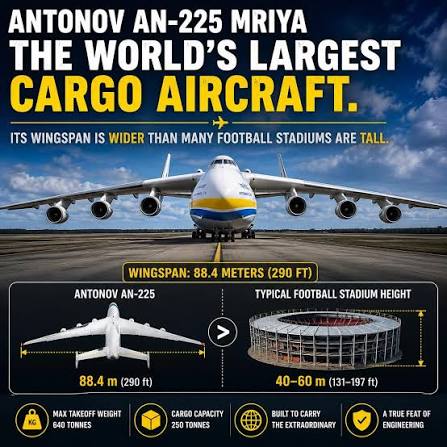 ANTONOV AN-225 MRIYA
THE WORLD'S LARGEST
CARGO AIRCRAFT.
ITS WINGSPAN IS WIDER THAN MANY FOOTBALL STADIUMS ARE TALL.
WINGSPAN: 88.4 METERS (290 FT)
ANTONOV AN-225
88.4 m (290 ft)
>
TYPICAL FOOTBALL STADIUM HEIGHT
40–60 m (131–197 ft)
KG
MAX TAKEOFF WEIGHT
640 TONNES
CARGO CAPACITY
250 TONNES
BUILT TO CARRY
THE EXTRAORDINARY
A TRUE FEAT OF
ENGINEERING